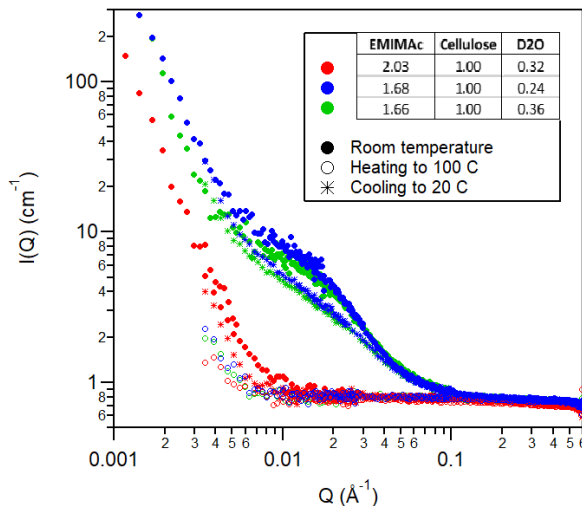 EMIMAc Cellulose D2O
2.03 1.00 0.32
1.68 1.00 0.24
1.66 1.00 0.36
Room temperature
Heating to 100 C
Cooling to 20 C
I(Q) (cm⁻¹)
2
100
8
6
4
2
10
8
6
4
2
1
8
6
0.001 2 3 4 5 6 0.01 2 3 4 5 6 0.1 2 3 4 5 6
Q (Å⁻¹)